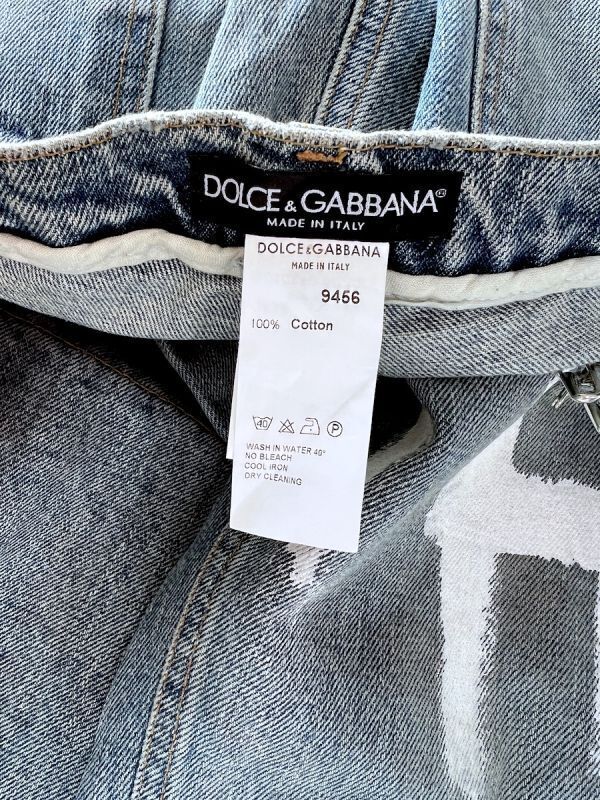 DOLCE & GABBANA®
MADE IN ITALY
DOLCE & GABBANA
MADE IN ITALY
9456
100% Cotton
40 P
WASH IN WATER 40°
NO BLEACH
COOL IRON
DRY CLEANING